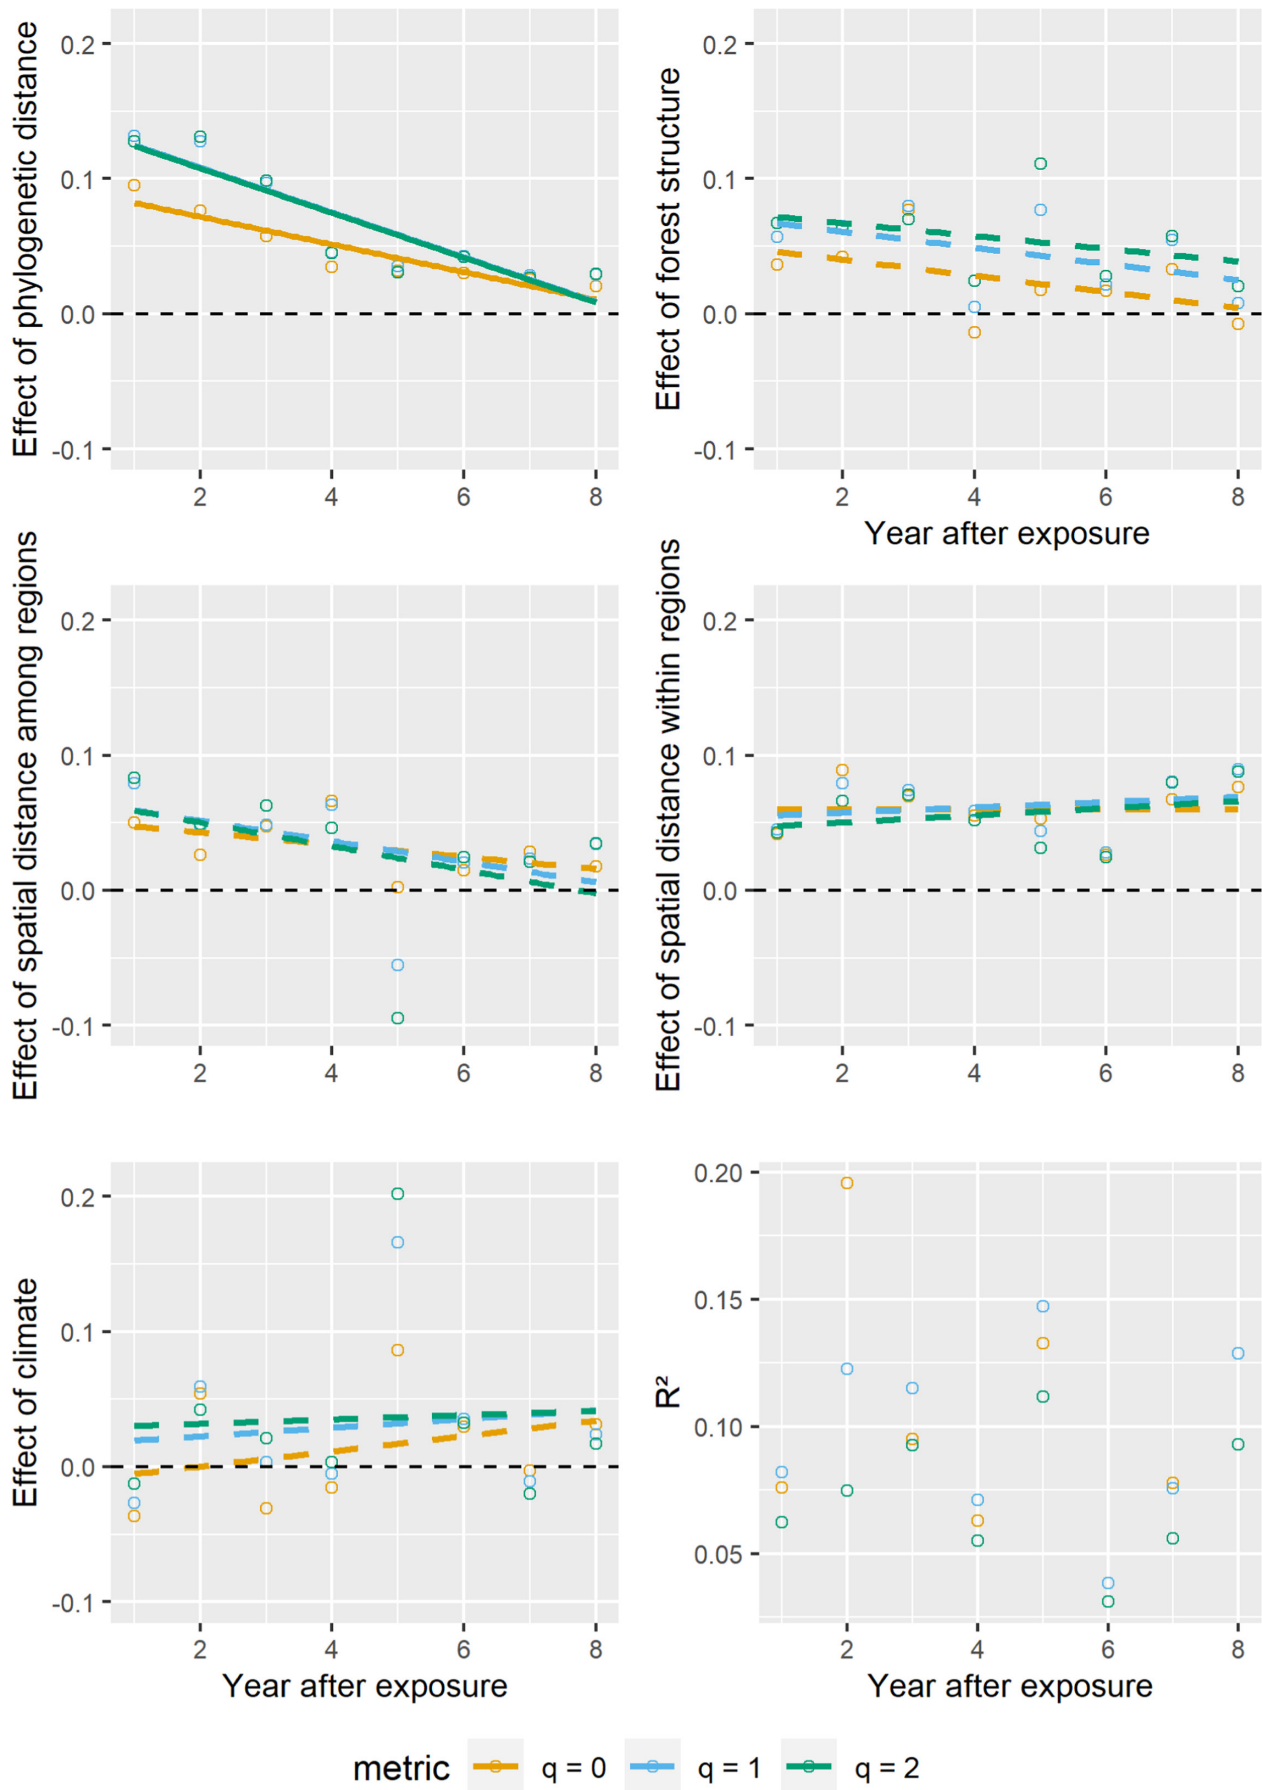 Effect of phylogenetic distance
0.2
0.1
0.0
-0.1
2 4 6 8
Effect of forest structure
0.2
0.1
0.0
-0.1
2 4 6 8
Year after exposure
Effect of spatial distance among regions
0.2
0.1
0.0
-0.1
2 4 6 8
Effect of spatial distance within regions
0.2
0.1
0.0
-0.1
2 4 6 8
Effect of climate
0.2
0.1
0.0
-0.1
2 4 6 8
Year after exposure
R²
0.20
0.15
0.10
0.05
2 4 6 8
Year after exposure
metric q = 0 q = 1 q = 2